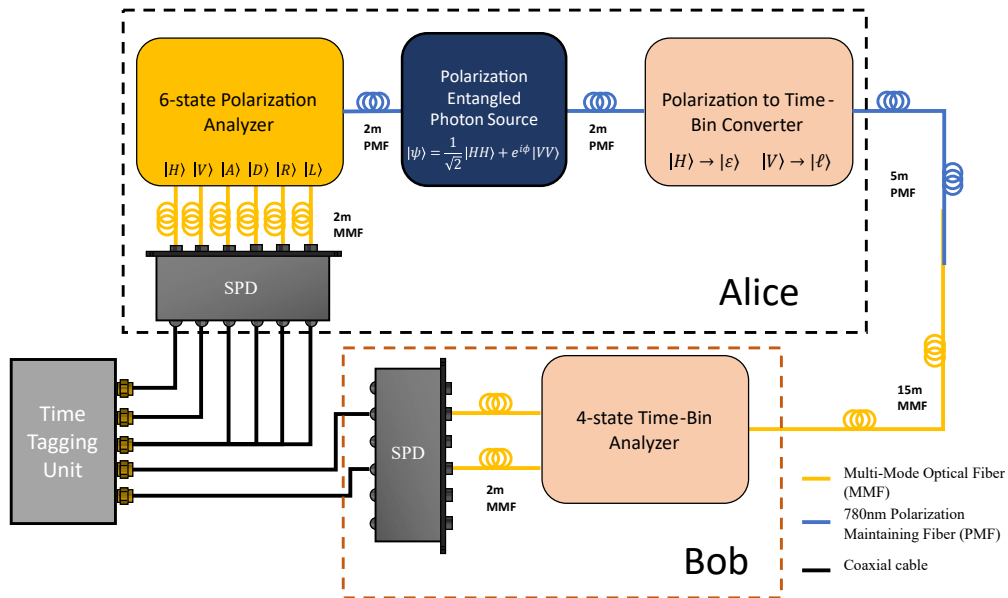 6-state Polarization
Analyzer
|H⟩ |V⟩ |A⟩ |D⟩ |R⟩ |L⟩
2m
PMF
Polarization
Entangled
Photon Source
|ψ⟩ = 1/√2 |HH⟩ + e^{iϕ}|VV⟩
2m
PMF
Polarization to Time-
Bin Converter
|H⟩ → |ε⟩ |V⟩ → |ℓ⟩
5m
PMF
2m
MMF
SPD
Alice
Time
Tagging
Unit
SPD
2m
MMF
4-state Time-Bin
Analyzer
15m
MMF
Bob
Multi-Mode Optical Fiber
(MMF)
780nm Polarization
Maintaining Fiber (PMF)
Coaxial cable